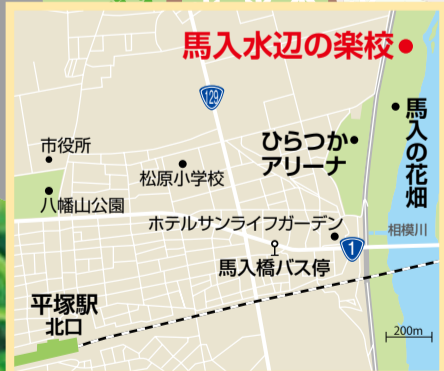 馬入水辺の楽校
129
馬入の花畑
ひらつか
アリーナ
市役所
松原小学校
八幡山公園
ホテルサンライフガーデン
相模川
1
馬入橋バス停
平塚駅
北口
200m